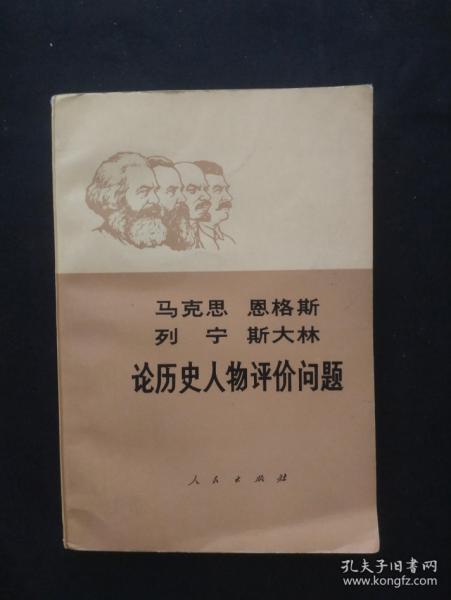 马克思 恩格斯
列宁 斯大林
论历史人物评价问题
人民出版社
孔夫子旧书网
www.kongfz.com